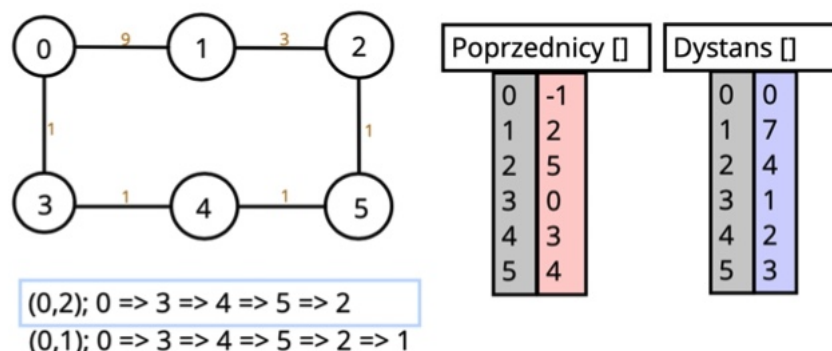 0 9 1 3 2
1 1
3 1 4 1 5
(0,2); 0 => 3 => 4 => 5 => 2
(0,1); 0 => 3 => 4 => 5 => 2 => 1
Poprzednicy []
0 -1
1 2
2 5
3 0
4 3
5 4
Dystans []
0 0
1 7
2 4
3 1
4 2
5 3